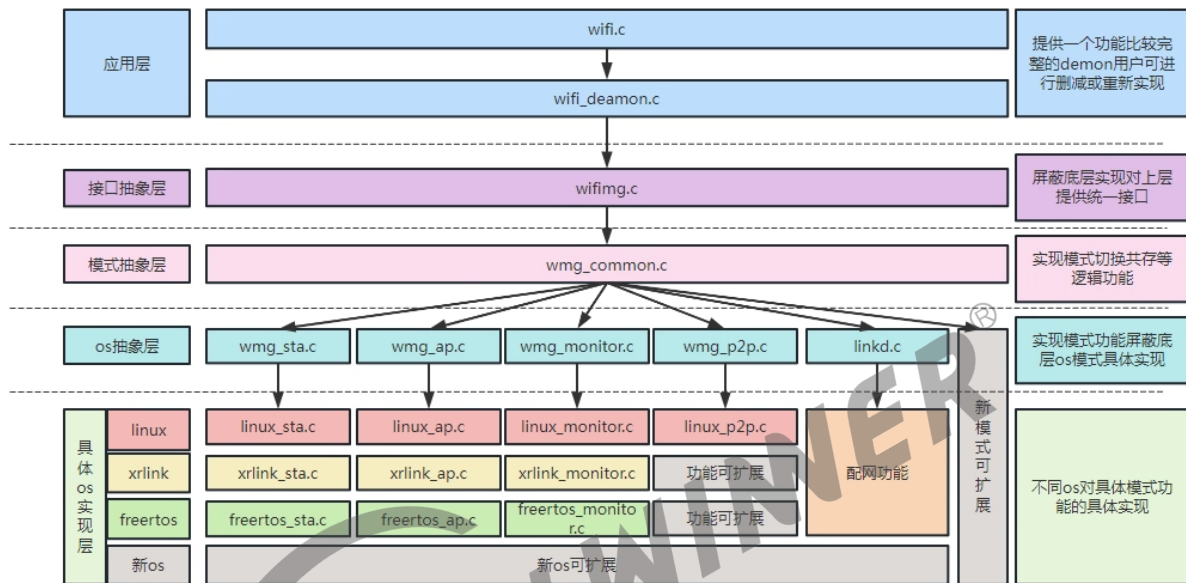 应用层
wifi.c
wifi_deamon.c
提供一个功能比较完
整的demon用户可进
行删减或重新实现
接口抽象层
wifimg.c
屏蔽底层实现对上层
提供统一接口
模式抽象层
wmg_common.c
实现模式切换共存等
逻辑功能
os抽象层
wmg_sta.c
wmg_ap.c
wmg_monitor.c
wmg_p2p.c
linkd.c
实现模式功能屏蔽底
层os模式具体实现
具体os实现层
linux
linux_sta.c
linux_ap.c
linux_monitor.c
linux_p2p.c
xrlink
xrlink_sta.c
xrlink_ap.c
xrlink_monitor.c
功能可扩展
freertos
freertos_sta.c
freertos_ap.c
freertos_monito
r.c
功能可扩展
配网功能
新os
新os可扩展
新模式可扩展
不同os对具体模式功
能的具体实现
WINNER®